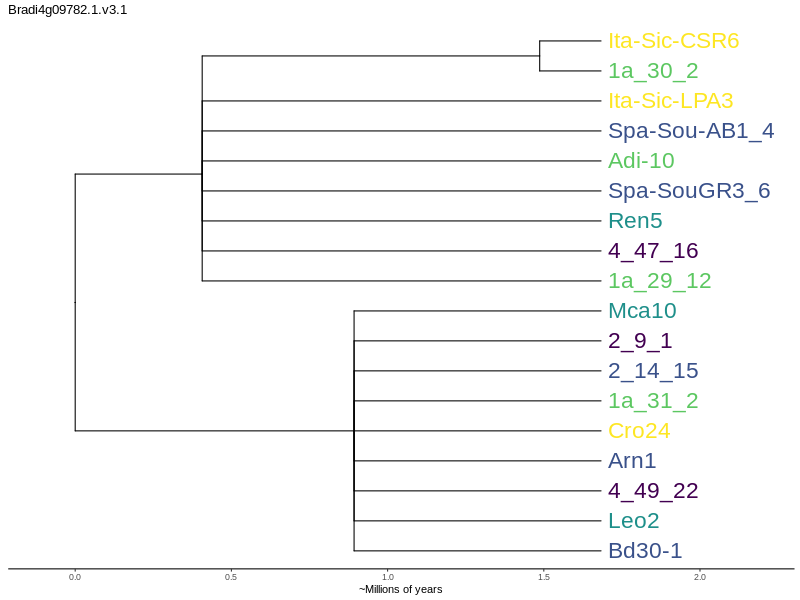 Bradi4g09782.1.v3.1
Ita-Sic-CSR6
1a_30_2
Ita-Sic-LPA3
Spa-Sou-AB1_4
Adi-10
Spa-SouGR3_6
Ren5
4_47_16
1a_29_12
Mca10
2_9_1
2_14_15
1a_31_2
Cro24
Arn1
4_49_22
Leo2
Bd30-1
0.0 0.5 1.0 1.5 2.0
~Millions of years